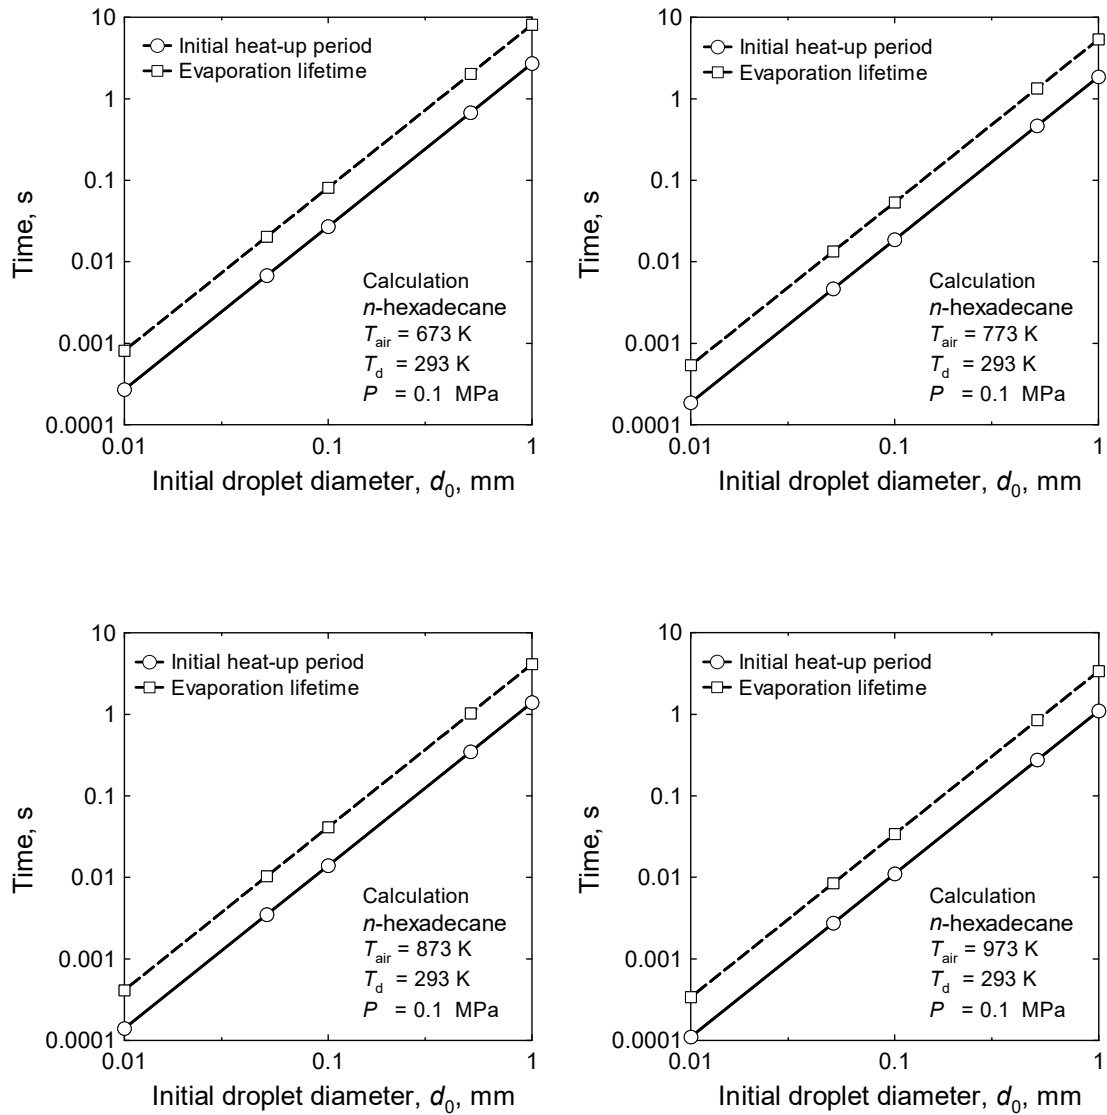 10
1
0.1
0.01
0.001
0.0001
Time, s
Initial heat-up period
Evaporation lifetime
Calculation
n-hexadecane
Tair = 673 K
Td = 293 K
P = 0.1 MPa
0.01 0.1 1
Initial droplet diameter, d0, mm
10
1
0.1
0.01
0.001
0.0001
Time, s
Initial heat-up period
Evaporation lifetime
Calculation
n-hexadecane
Tair = 773 K
Td = 293 K
P = 0.1 MPa
0.01 0.1 1
Initial droplet diameter, d0, mm
10
1
0.1
0.01
0.001
0.0001
Time, s
Initial heat-up period
Evaporation lifetime
Calculation
n-hexadecane
Tair = 873 K
Td = 293 K
P = 0.1 MPa
0.01 0.1 1
Initial droplet diameter, d0, mm
10
1
0.1
0.01
0.001
0.0001
Time, s
Initial heat-up period
Evaporation lifetime
Calculation
n-hexadecane
Tair = 973 K
Td = 293 K
P = 0.1 MPa
0.01 0.1 1
Initial droplet diameter, d0, mm